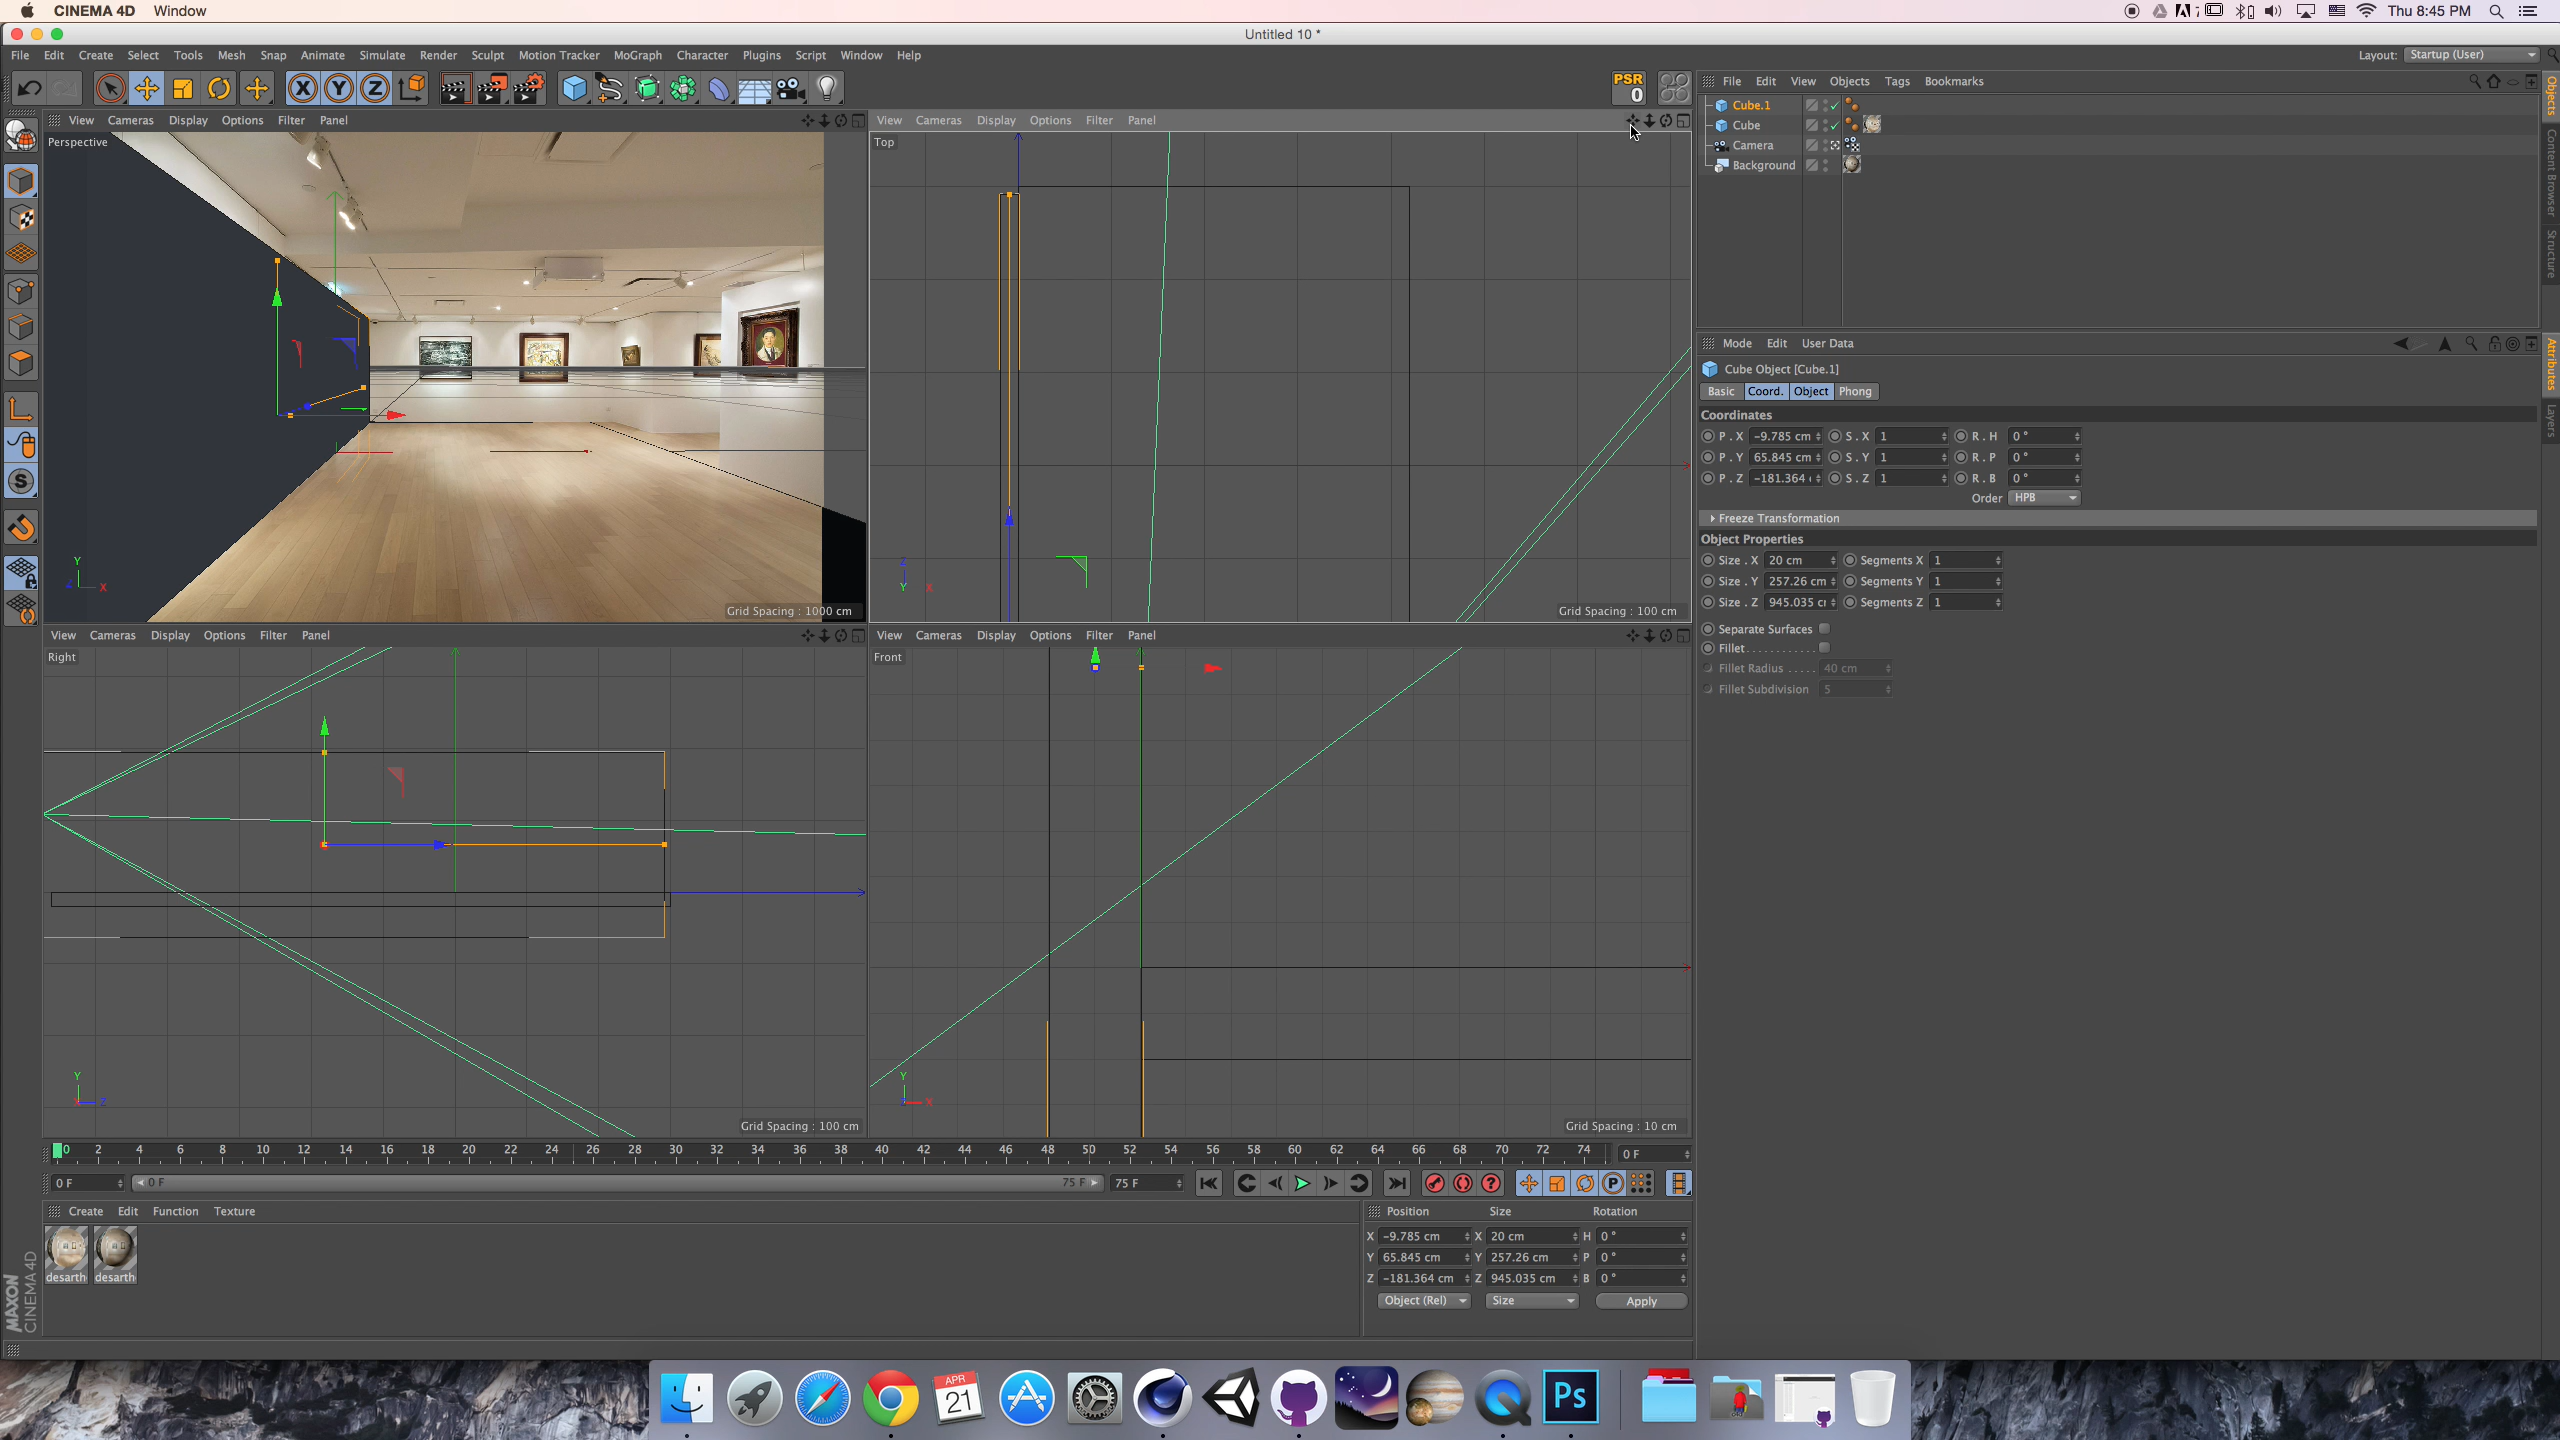 CINEMA 4D Window
Thu 8:45 PM
Untitled 10 *
File Edit Create Select Tools Mesh Snap Animate Simulate Render Sculpt Motion Tracker MoGraph Character Plugins Script Window Help
Layout: Startup (User)
X Y Z
PSR
0
File Edit View Objects Tags Bookmarks
Cube.1
Cube
Camera
Background
Objects
Content Browser
Structure
View Cameras Display Options Filter Panel
Perspective
Y
X
Grid Spacing : 1000 cm
View Cameras Display Options Filter Panel
Top
Z
Y X
Grid Spacing : 100 cm
View Cameras Display Options Filter Panel
Right
Y
X Z
Grid Spacing : 100 cm
View Cameras Display Options Filter Panel
Front
Y
Z X
Grid Spacing : 10 cm
Mode Edit User Data
Attributes
Layers
Cube Object [Cube.1]
Basic Coord. Object Phong
Coordinates
P . X -9.785 cm S . X 1 R . H 0 °
P . Y 65.845 cm S . Y 1 R . P 0 °
P . Z -181.364 S . Z 1 R . B 0 °
Order HPB
Freeze Transformation
Object Properties
Size . X 20 cm Segments X 1
Size . Y 257.26 cm Segments Y 1
Size . Z 945.035 Segments Z 1
Separate Surfaces
Fillet . . . . . . . . . . . .
Fillet Radius . . . . . 40 cm
Fillet Subdivision 5
0 2 4 6 8 10 12 14 16 18 20 22 24 26 28 30 32 34 36 38 40 42 44 46 48 50 52 54 56 58 60 62 64 66 68 70 72 74 0 F
0 F 0 F 75 F 75 F
P
Create Edit Function Texture
desarth desarth
Position Size Rotation
X -9.785 cm X 20 cm H 0 °
Y 65.845 cm Y 257.26 cm P 0 °
Z -181.364 cm Z 945.035 cm B 0 °
Object (Rel) Size Apply
MAXON
CINEMA 4D
APR
21
Ps